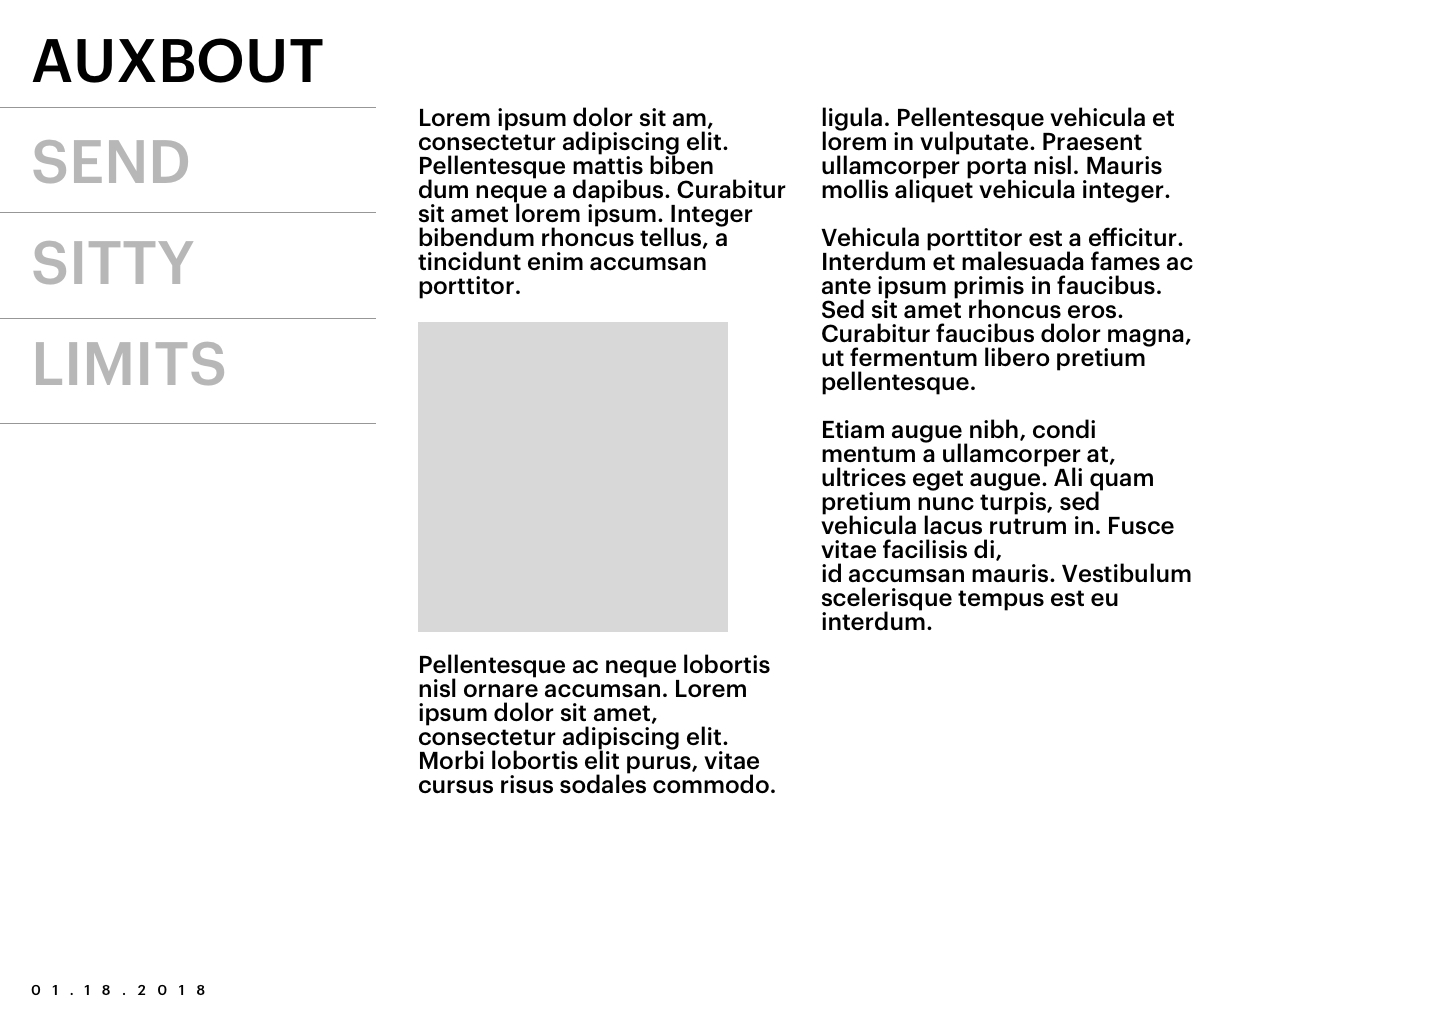 AUXBOUT
SEND
SITTY
LIMITS
Lorem ipsum dolor sit am,
consectetur adipiscing elit.
Pellentesque mattis biben
dum neque a dapibus. Curabitur
sit amet lorem ipsum. Integer
bibendum rhoncus tellus, a
tincidunt enim accumsan
porttitor.
Pellentesque ac neque lobortis
nisl ornare accumsan. Lorem
ipsum dolor sit amet,
consectetur adipiscing elit.
Morbi lobortis elit purus, vitae
cursus risus sodales commodo.
ligula. Pellentesque vehicula et
lorem in vulputate. Praesent
ullamcorper porta nisl. Mauris
mollis aliquet vehicula integer.
Vehicula porttitor est a efficitur.
Interdum et malesuada fames ac
ante ipsum primis in faucibus.
Sed sit amet rhoncus eros.
Curabitur faucibus dolor magna,
ut fermentum libero pretium
pellentesque.
Etiam augue nibh, condi
mentum a ullamcorper at,
ultrices eget augue. Ali quam
pretium nunc turpis, sed
vehicula lacus rutrum in. Fusce
vitae facilisis di,
id accumsan mauris. Vestibulum
scelerisque tempus est eu
interdum.
01.18.2018